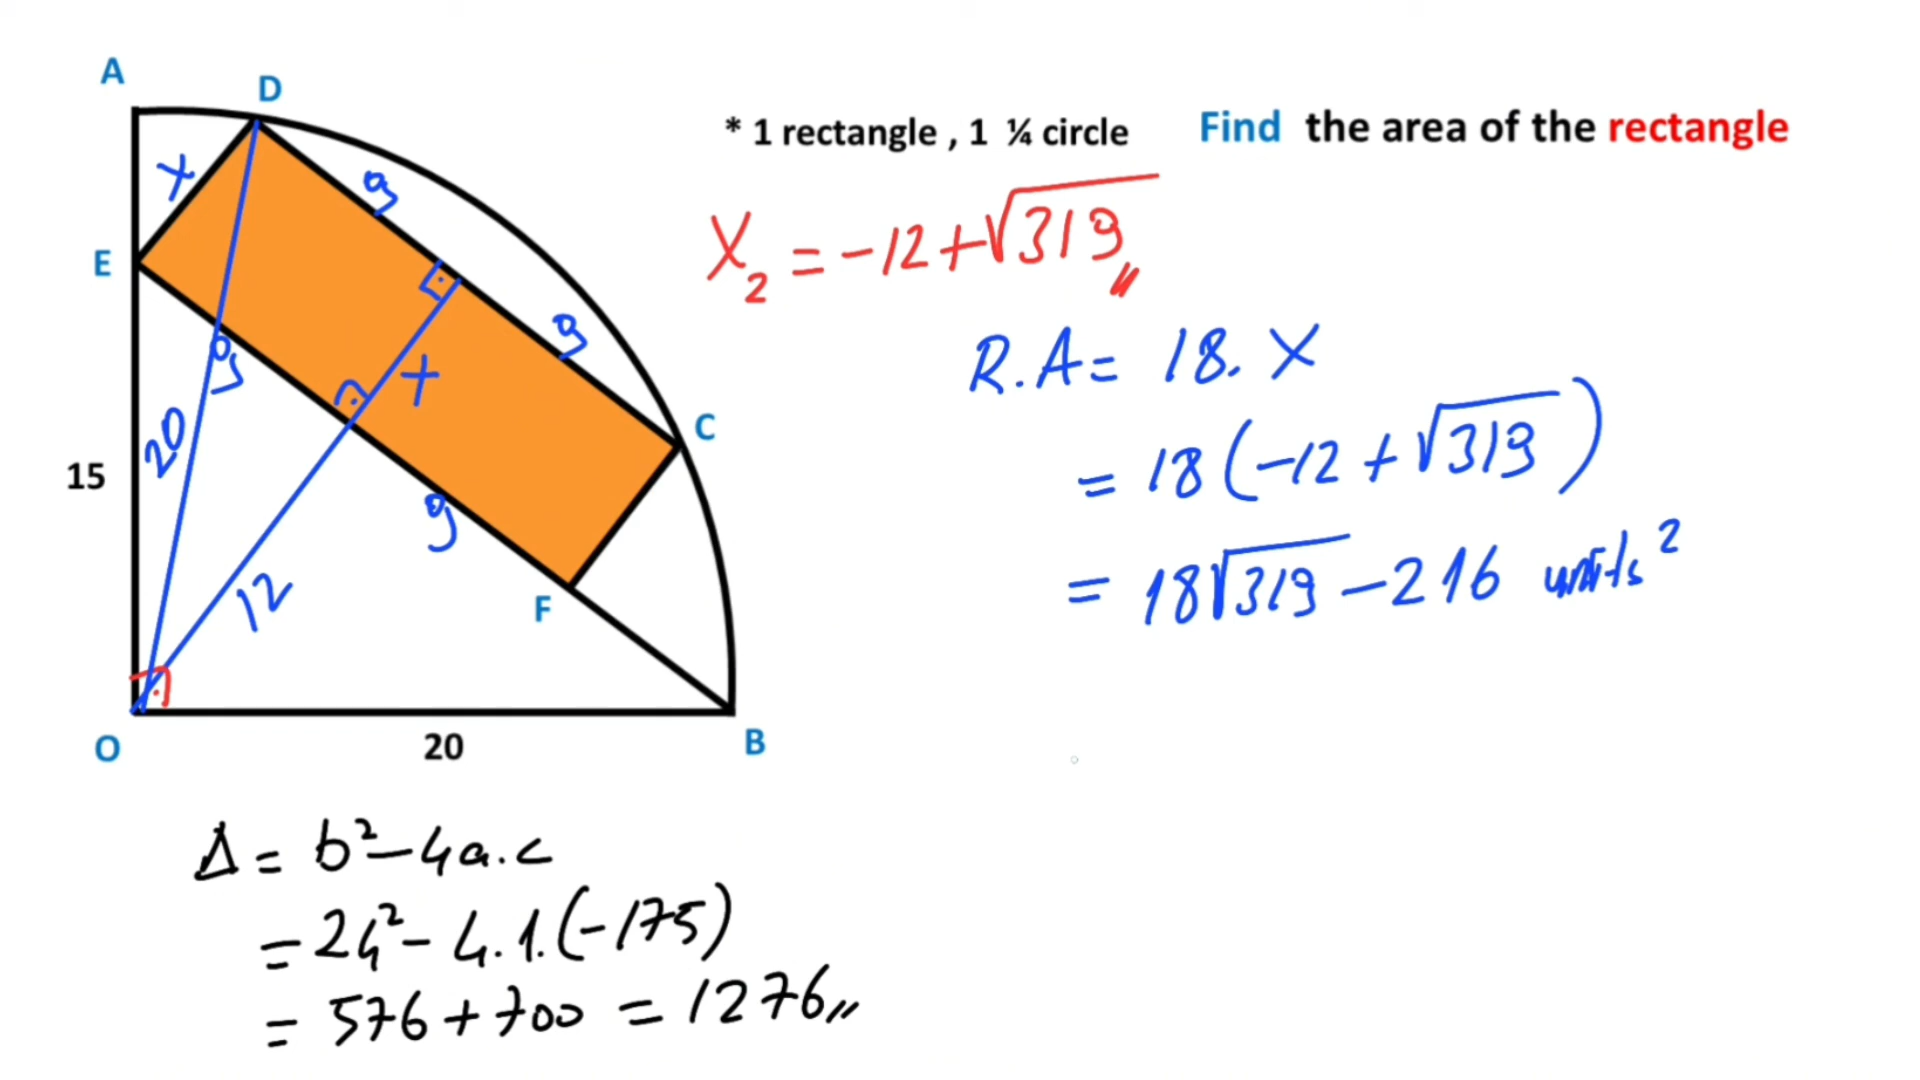 A
D
* 1 rectangle , 1 ¼ circle
Find the area of the rectangle
x
9
E
X₂ = -12+√319,,
9
R.A = 18. X
9
x
C
20
15
= 18 (-12 + √319)
9
12
F
= 18√319 - 216 units²
O
20
B
Δ = b² - 4a.c
= 24² - 4.1.(-175)
= 576 + 700 = 1276,,